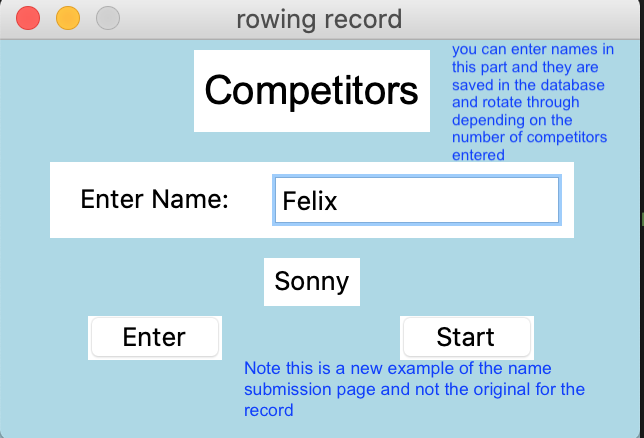 rowing record
you can enter names in
this part and they are
saved in the database
and rotate through
depending on the
number of competitors
entered
Competitors
Enter Name:
Felix
Sonny
Enter
Start
Note this is a new example of the name
submission page and not the original for the
record